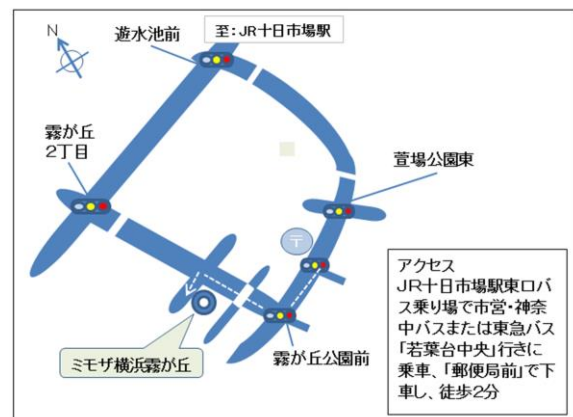 N
遊水池前
至：JR十日市場駅
霧が丘
2丁目
萱場公園東
〒
ミモザ横浜霧が丘
霧が丘公園前
アクセス
JR十日市場駅東口バ
ス乗り場で市営・神奈
中バスまたは東急バス
「若葉台中央」行きに
乗車、「郵便局前」で下
車し、徒歩2分